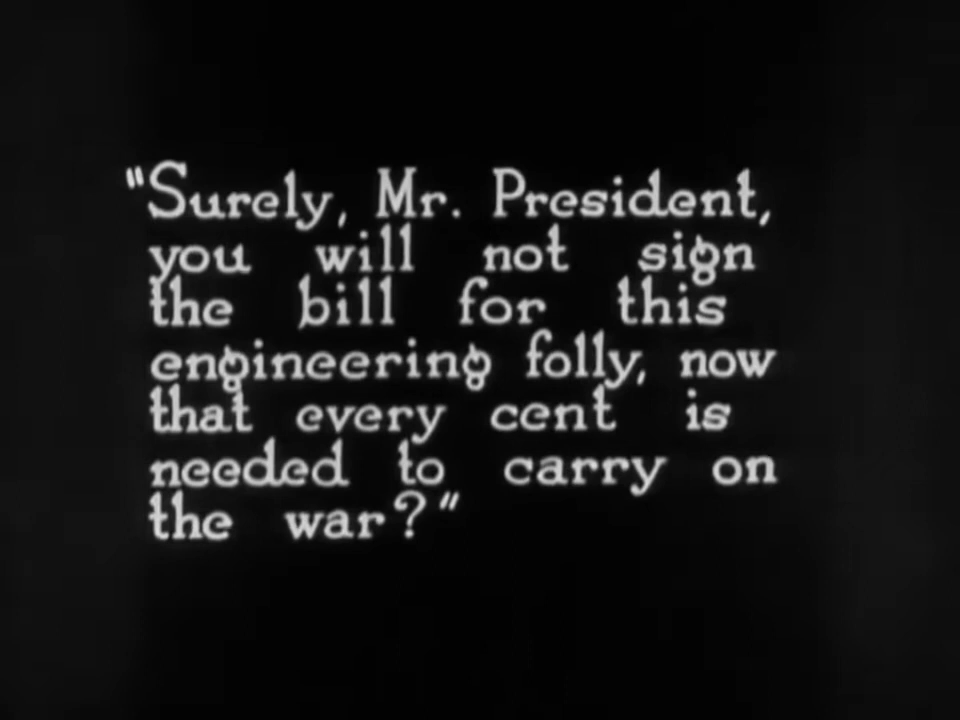 "Surely, Mr. President,
you will not sign
the bill for this
engineering folly, now
that every cent is
needed to carry on
the war?"